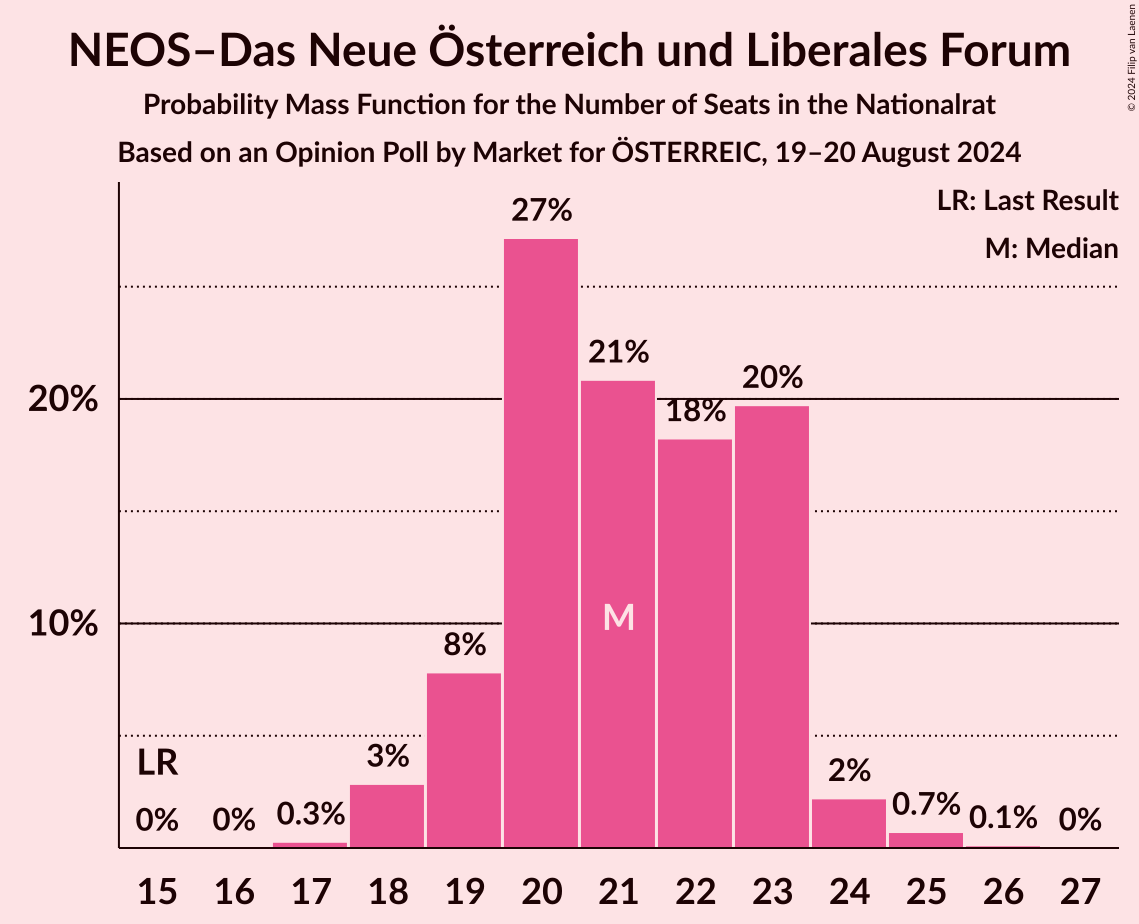 NEOS–Das Neue Österreich und Liberales Forum
Probability Mass Function for the Number of Seats in the Nationalrat
Based on an Opinion Poll by Market for ÖSTERREIC, 19–20 August 2024
© 2024 Filip van Laenen
LR: Last Result
M: Median
27%
21%
20%
20%
18%
M
10%
8%
LR
3%
2%
0% 0% 0.3% 0.7% 0.1% 0%
15 16 17 18 19 20 21 22 23 24 25 26 27